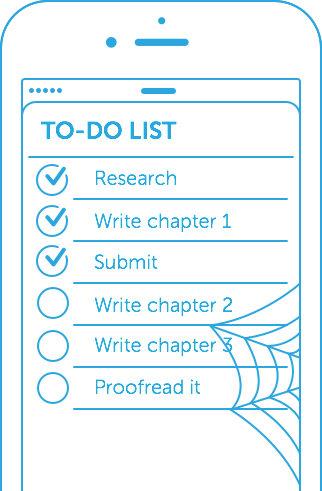 TO-DO LIST
Research
Write chapter 1
Submit
Write chapter 2
Write chapter 3
Proofread it